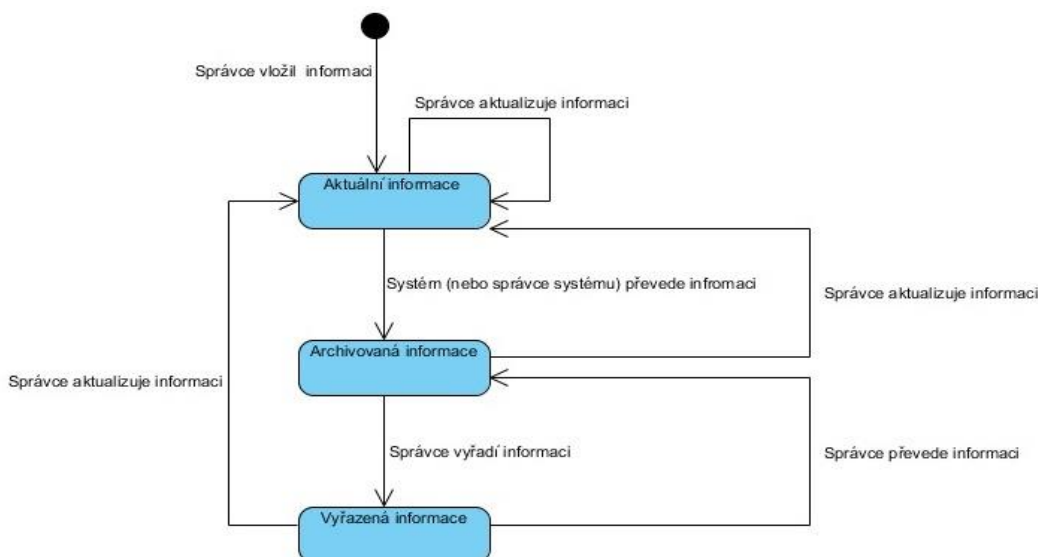 Správce vložil informaci
Správce aktualizuje informaci
Aktuální informace
Systém (nebo správce systému) převede infromaci
Správce aktualizuje informaci
Archivovaná informace
Správce aktualizuje informaci
Správce vyřadí informaci
Správce převede informaci
Vyřazená informace